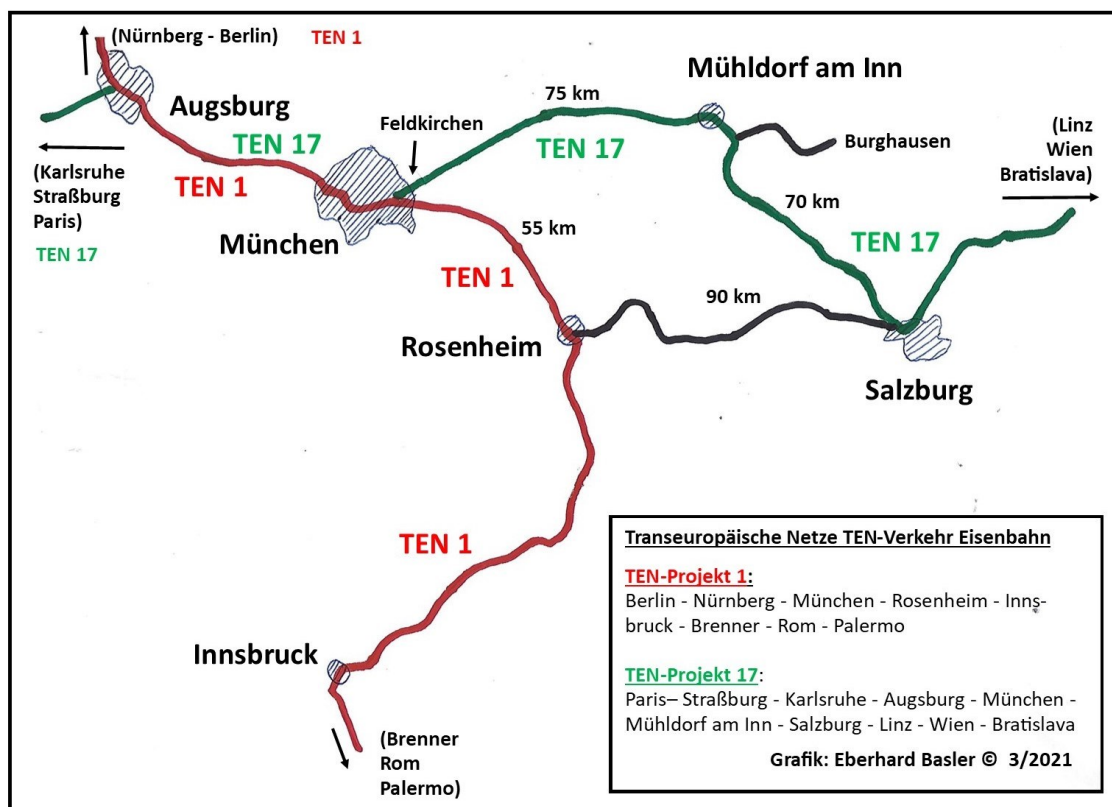 (Nürnberg - Berlin) TEN 1
Augsburg
TEN 17
TEN 1
(Karlsruhe
Straßburg
Paris)
TEN 17
München
Feldkirchen
75 km
TEN 17
Mühldorf am Inn
Burghausen
(Linz
Wien
Bratislava)
70 km
TEN 17
55 km
TEN 1
90 km
Rosenheim
Salzburg
TEN 1
Innsbruck
(Brenner
Rom
Palermo)
Transeuropäische Netze TEN-Verkehr Eisenbahn
TEN-Projekt 1:
Berlin - Nürnberg - München - Rosenheim - Inns-
bruck - Brenner - Rom - Palermo
TEN-Projekt 17:
Paris– Straßburg - Karlsruhe - Augsburg - München -
Mühldorf am Inn - Salzburg - Linz - Wien - Bratislava
Grafik: Eberhard Basler © 3/2021